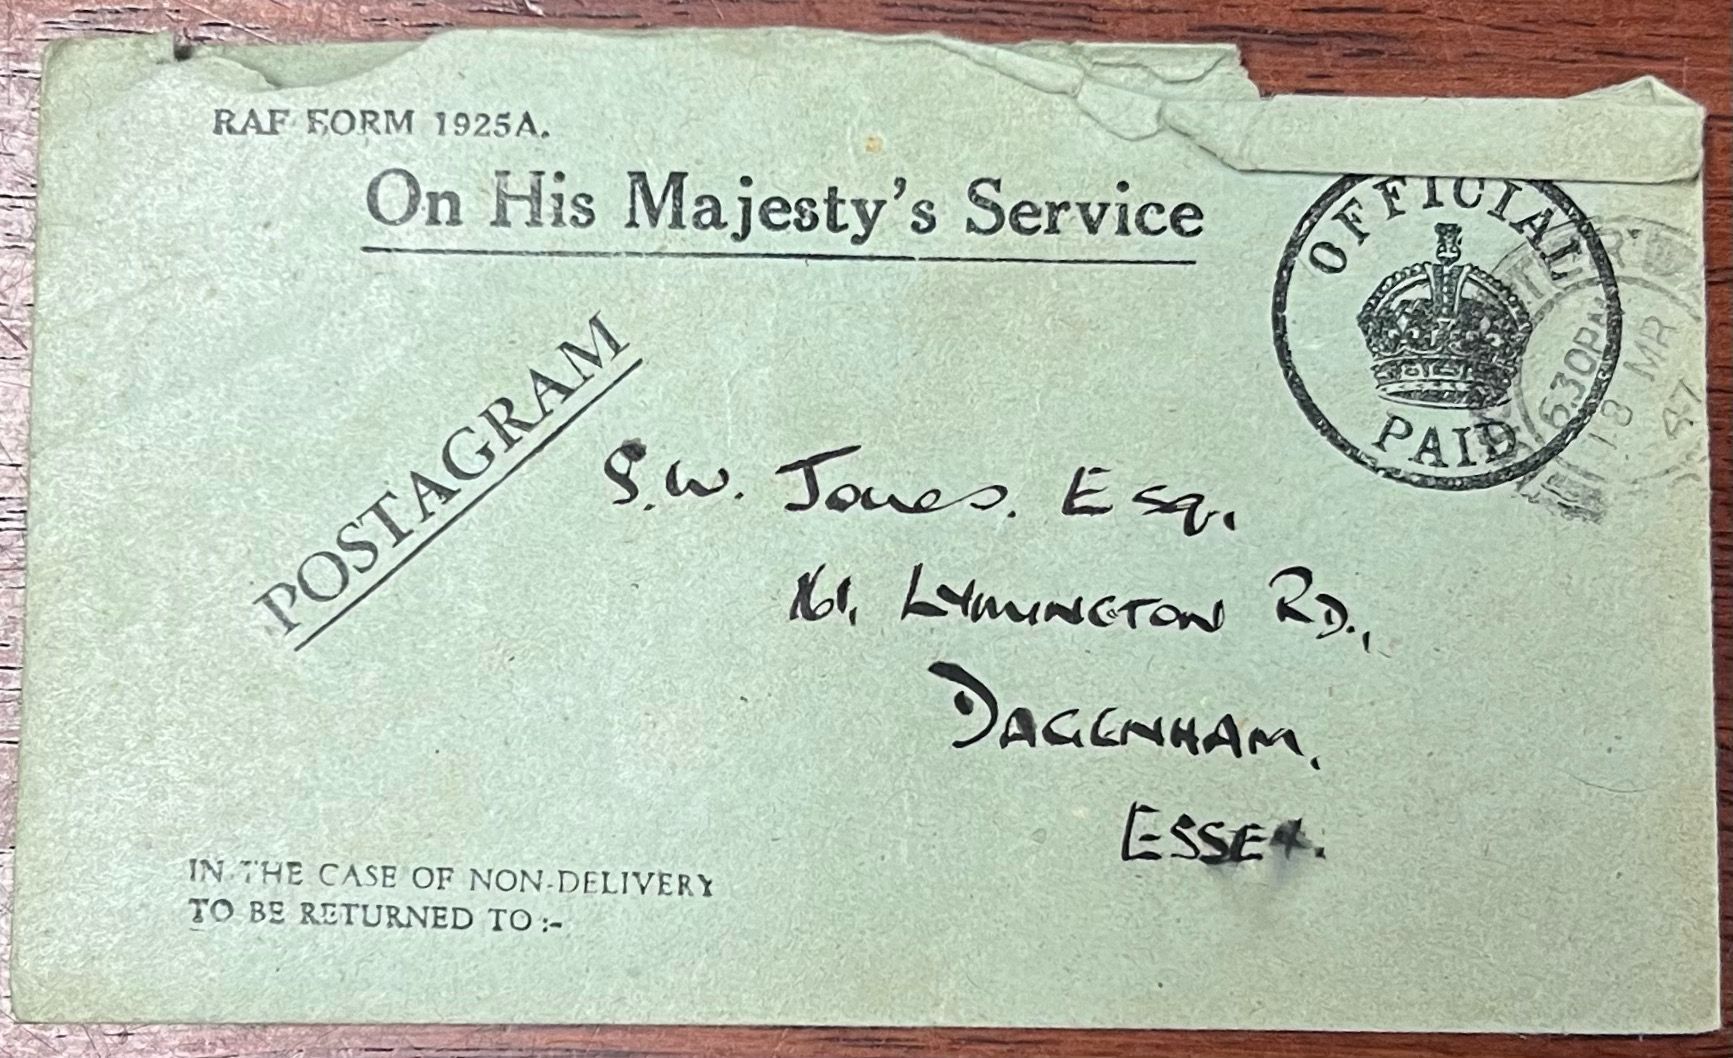 RAF FORM 1925A.
On His Majesty's Service
OFFICIAL
PAID
6.30PM
18 MR
47
POSTAGRAM
S.W. Jones. Esq.
161, LYMINGTON RD.,
DAGENHAM,
ESSEX.
IN THE CASE OF NON-DELIVERY
TO BE RETURNED TO :-